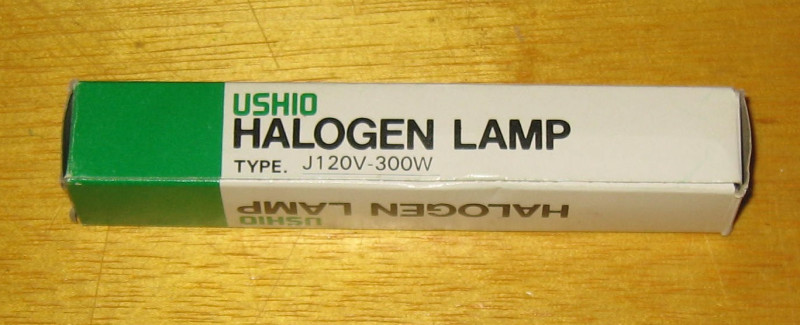 USHIO
HALOGEN LAMP
TYPE. J120V-300W
HALOGEN LAMP
USHIO